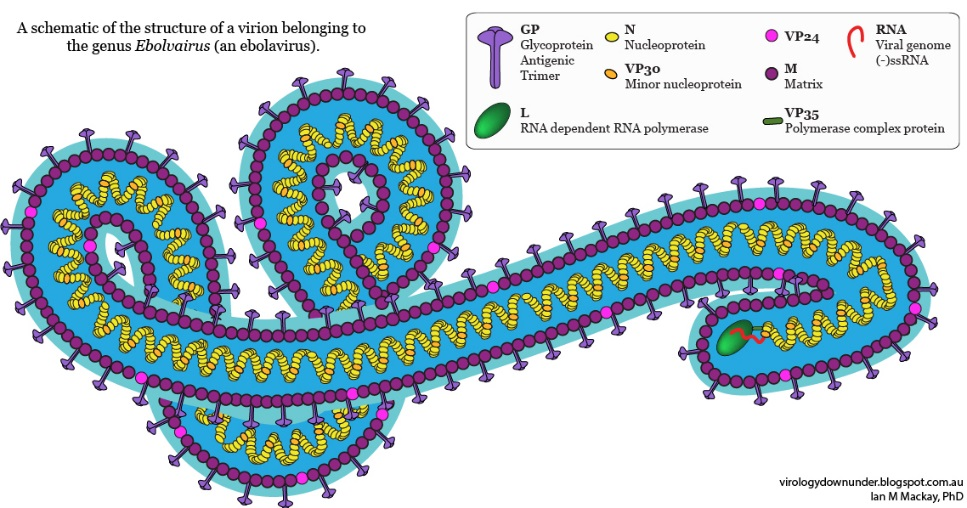 A schematic of the structure of a virion belonging to
the genus Ebolvairus (an ebolavirus).
GP
Glycoprotein
Antigenic
Trimer
L
RNA dependent RNA polymerase
N
Nucleoprotein
VP30
Minor nucleoprotein
VP24
M
Matrix
VP35
Polymerase complex protein
RNA
Viral genome
(-)ssRNA
virologydownunder.blogspot.com.au
Ian M Mackay, PhD